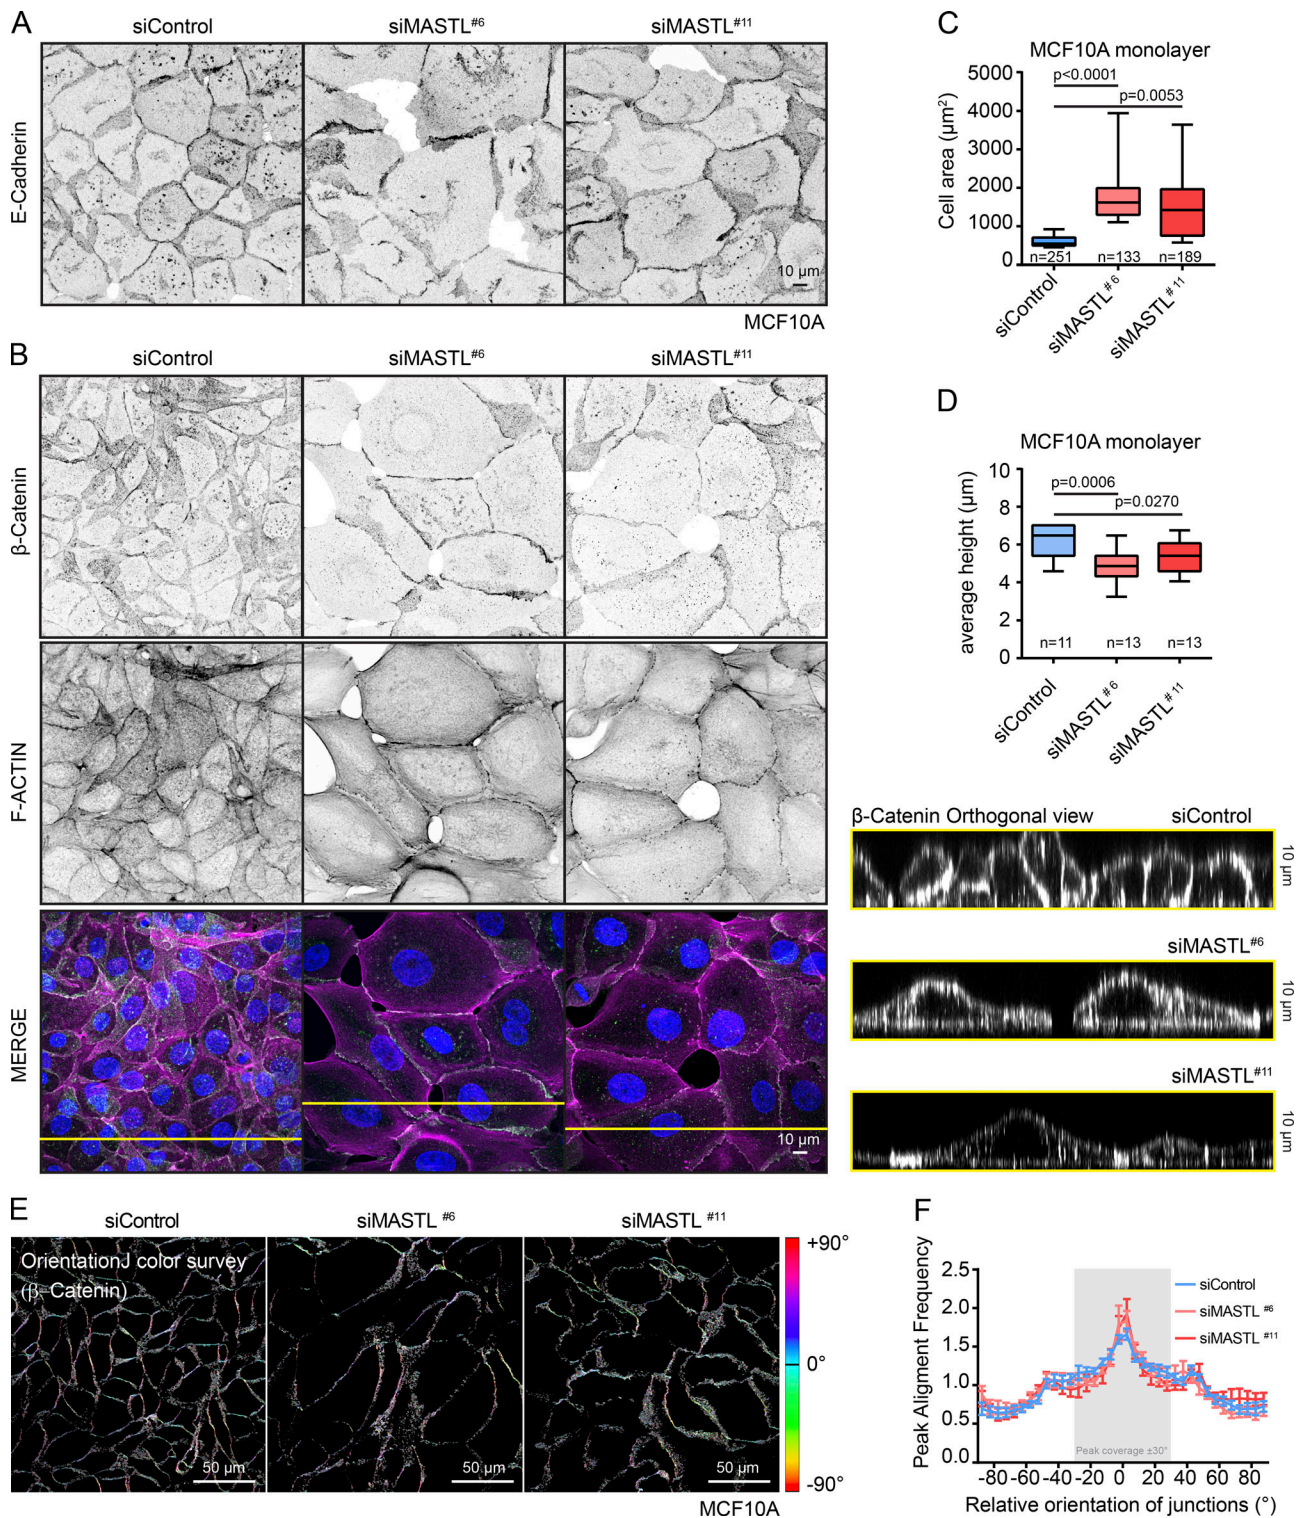 A
siControl
siMASTL#6
siMASTL#11
E-Cadherin
10 µm
MCF10A
B
siControl
siMASTL#6
siMASTL#11
β-Catenin
F-ACTIN
MERGE
10 µm
C
MCF10A monolayer
Cell area (µm²)
5000
4000
3000
2000
1000
0
p<0.0001
p=0.0053
n=251
n=133
n=189
siControl
siMASTL#6
siMASTL#11
D
MCF10A monolayer
average height (µm)
10
8
6
4
2
0
p=0.0006
p=0.0270
n=11
n=13
n=13
siControl
siMASTL#6
siMASTL#11
β-Catenin Orthogonal view
siControl
10 µm
siMASTL#6
10 µm
siMASTL#11
10 µm
E
siControl
siMASTL #6
siMASTL #11
OrientationJ color survey
(β-Catenin)
50 µm
50 µm
50 µm
+90°
0°
-90°
MCF10A
F
Peak Aligment Frequency
2.5
2.0
1.5
1.0
0.5
0.0
siControl
siMASTL #6
siMASTL #11
Peak coverage ±30°
-80 -60 -40 -20 0 20 40 60 80
Relative orientation of junctions (°)